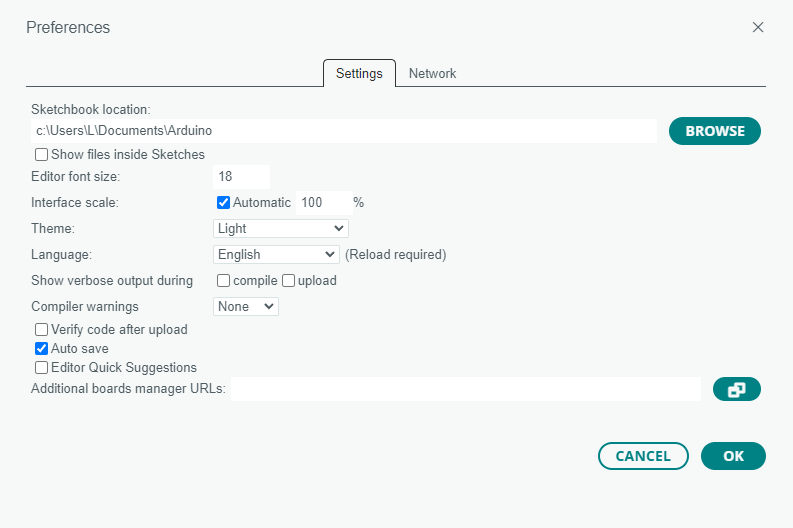 Preferences
Settings Network
Sketchbook location:
c:\Users\L\Documents\Arduino BROWSE
Show files inside Sketches
Editor font size: 18
Interface scale: Automatic 100 %
Theme: Light
Language: English (Reload required)
Show verbose output during compile upload
Compiler warnings None
Verify code after upload
Auto save
Editor Quick Suggestions
Additional boards manager URLs:
CANCEL OK